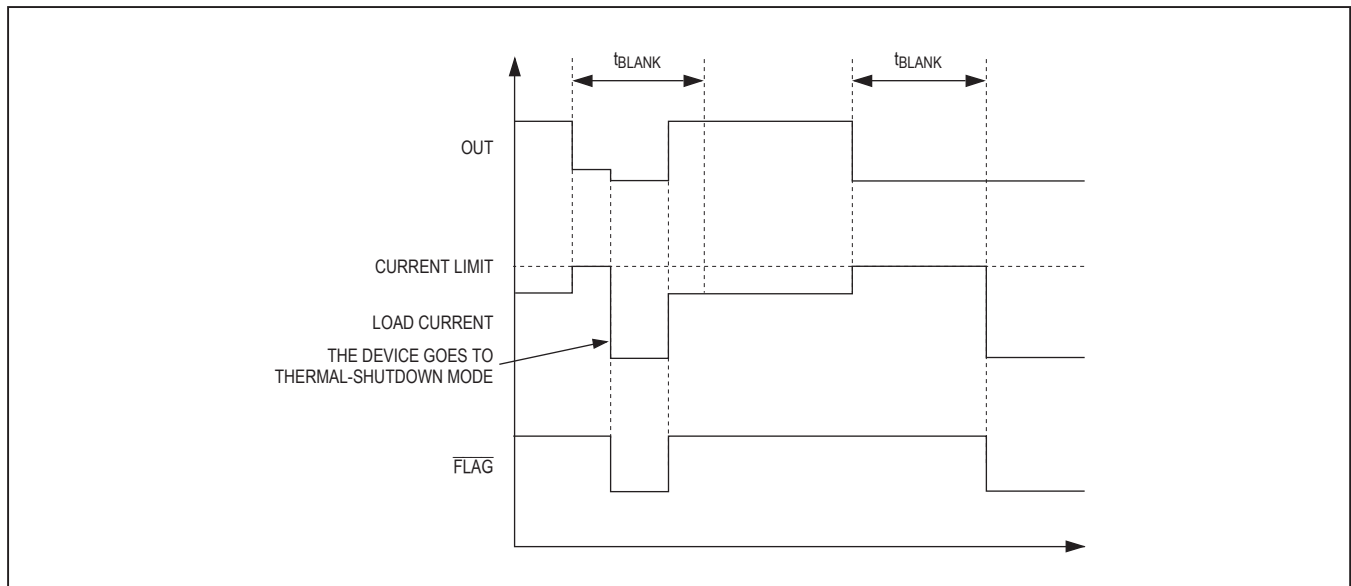 tBLANK
tBLANK
OUT
CURRENT LIMIT
LOAD CURRENT
THE DEVICE GOES TO
THERMAL-SHUTDOWN MODE
FLAG